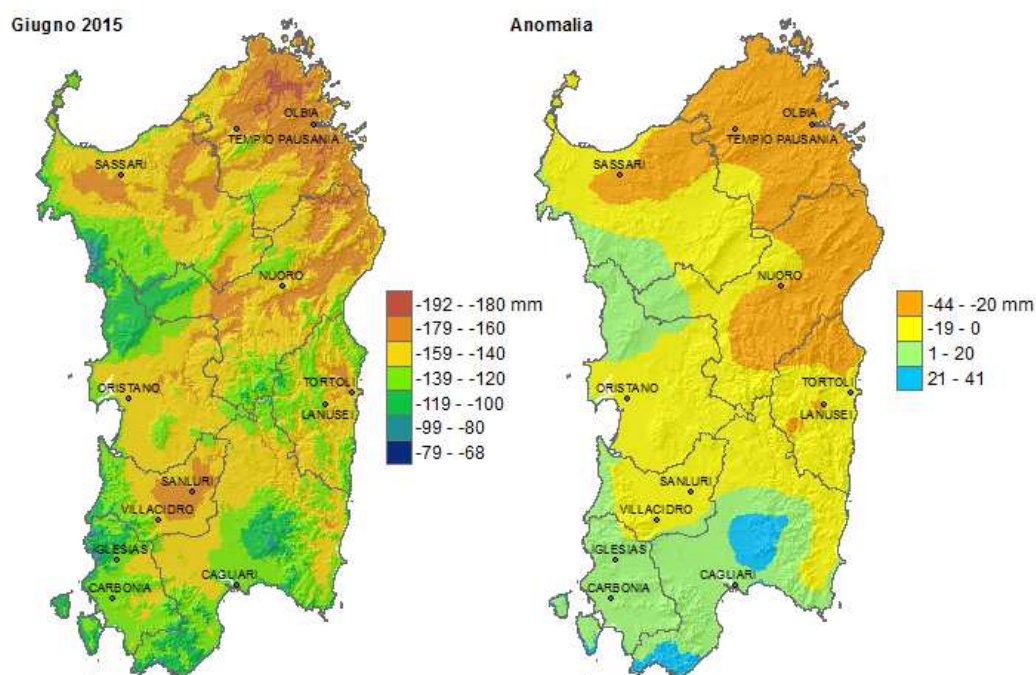 Giugno 2015
OLBIA
TEMPIO PAUSANIA
SASSARI
NUORO
ORISTANO
TORTOLI
LANUSEI
SANLURI
VILLACIDRO
IGLESIAS
CARBONIA
CAGLIARI
-192 - -180 mm
-179 - -160
-159 - -140
-139 - -120
-119 - -100
-99 - -80
-79 - -68
Anomalia
OLBIA
TEMPIO PAUSANIA
SASSARI
NUORO
ORISTANO
TORTOLI
LANUSEI
SANLURI
VILLACIDRO
IGLESIAS
CARBONIA
CAGLIARI
-44 - -20 mm
-19 - 0
1 - 20
21 - 41